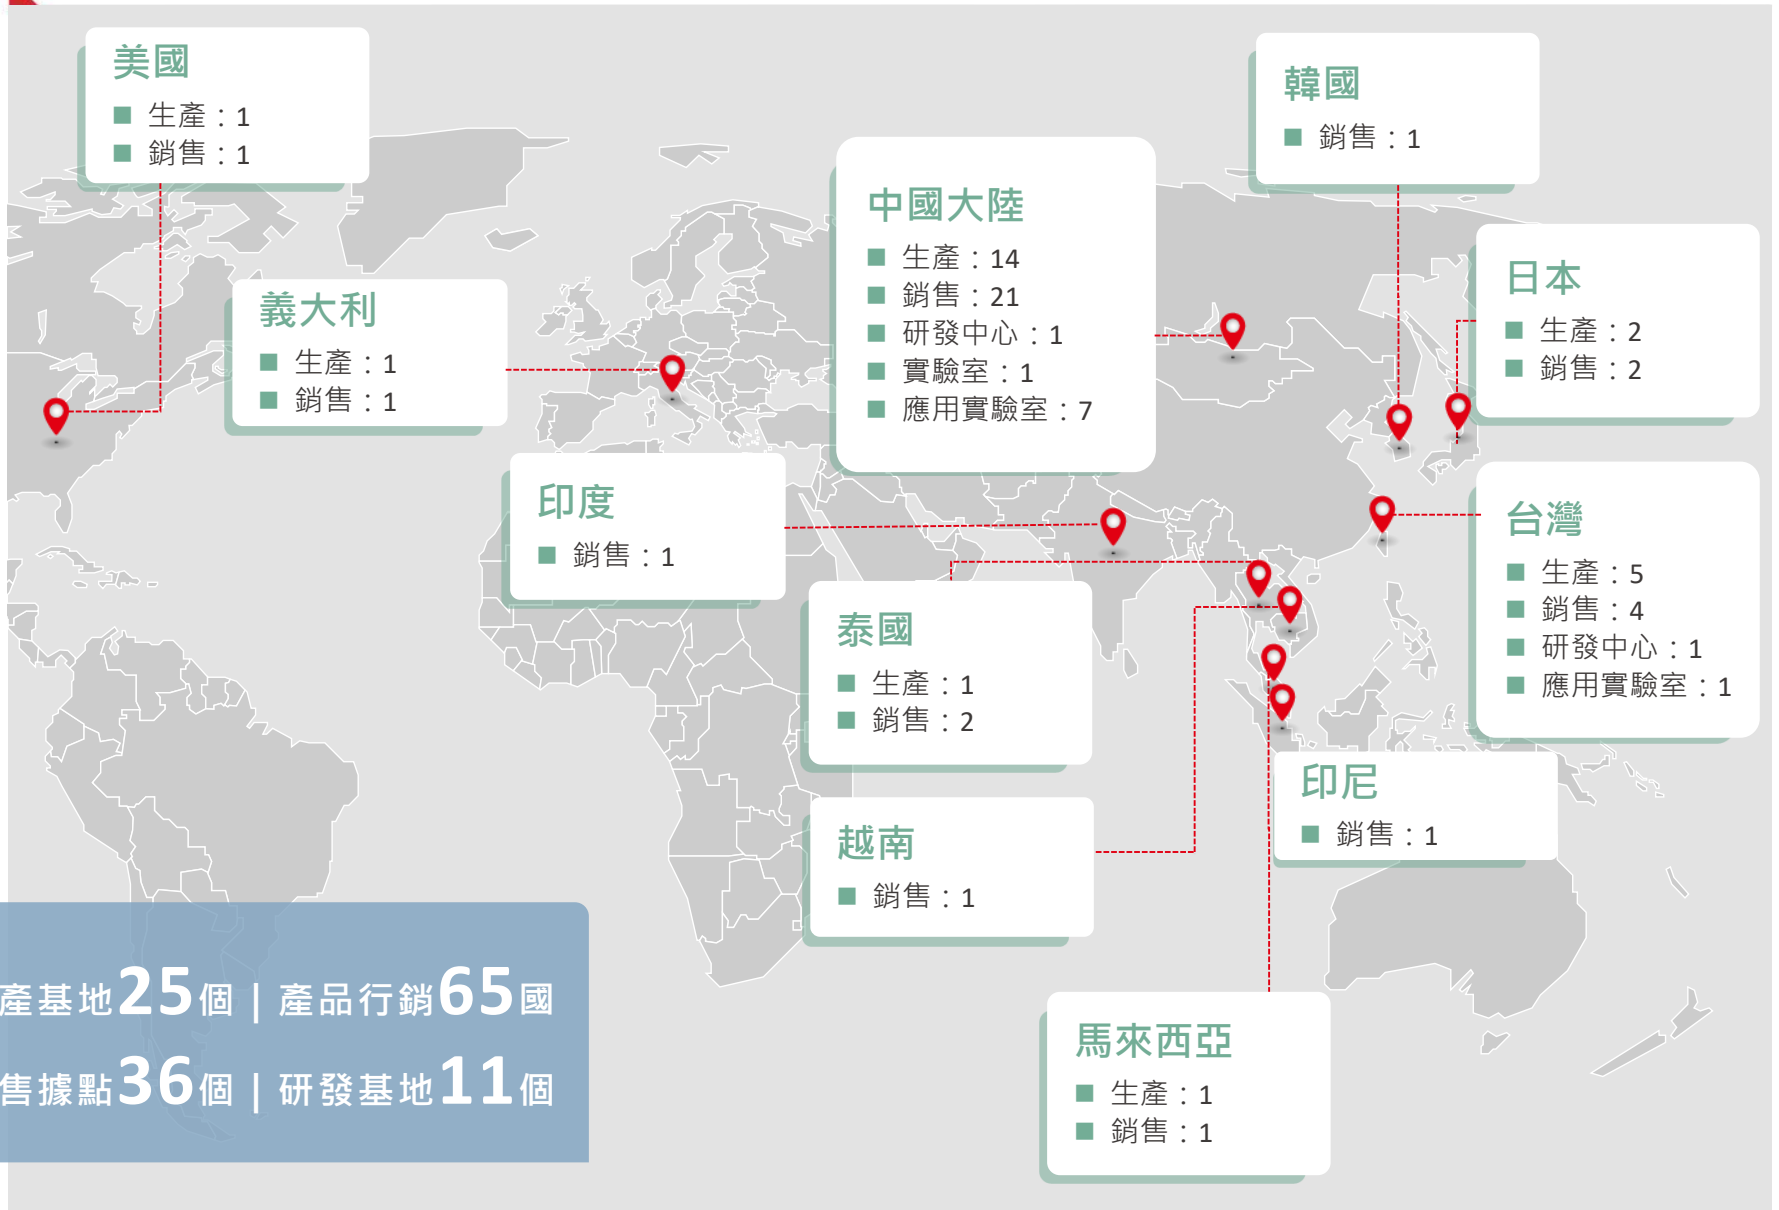 美國
■ 生產：1
■ 銷售：1
韓國
■ 銷售：1
中國大陸
■ 生產：14
■ 銷售：21
■ 研發中心：1
■ 實驗室：1
■ 應用實驗室：7
日本
■ 生產：2
■ 銷售：2
義大利
■ 生產：1
■ 銷售：1
印度
■ 銷售：1
台灣
■ 生產：5
■ 銷售：4
■ 研發中心：1
■ 應用實驗室：1
泰國
■ 生產：1
■ 銷售：2
印尼
■ 銷售：1
越南
■ 銷售：1
產基地25個 | 產品行銷65國
售據點36個 | 研發基地11個
馬來西亞
■ 生產：1
■ 銷售：1